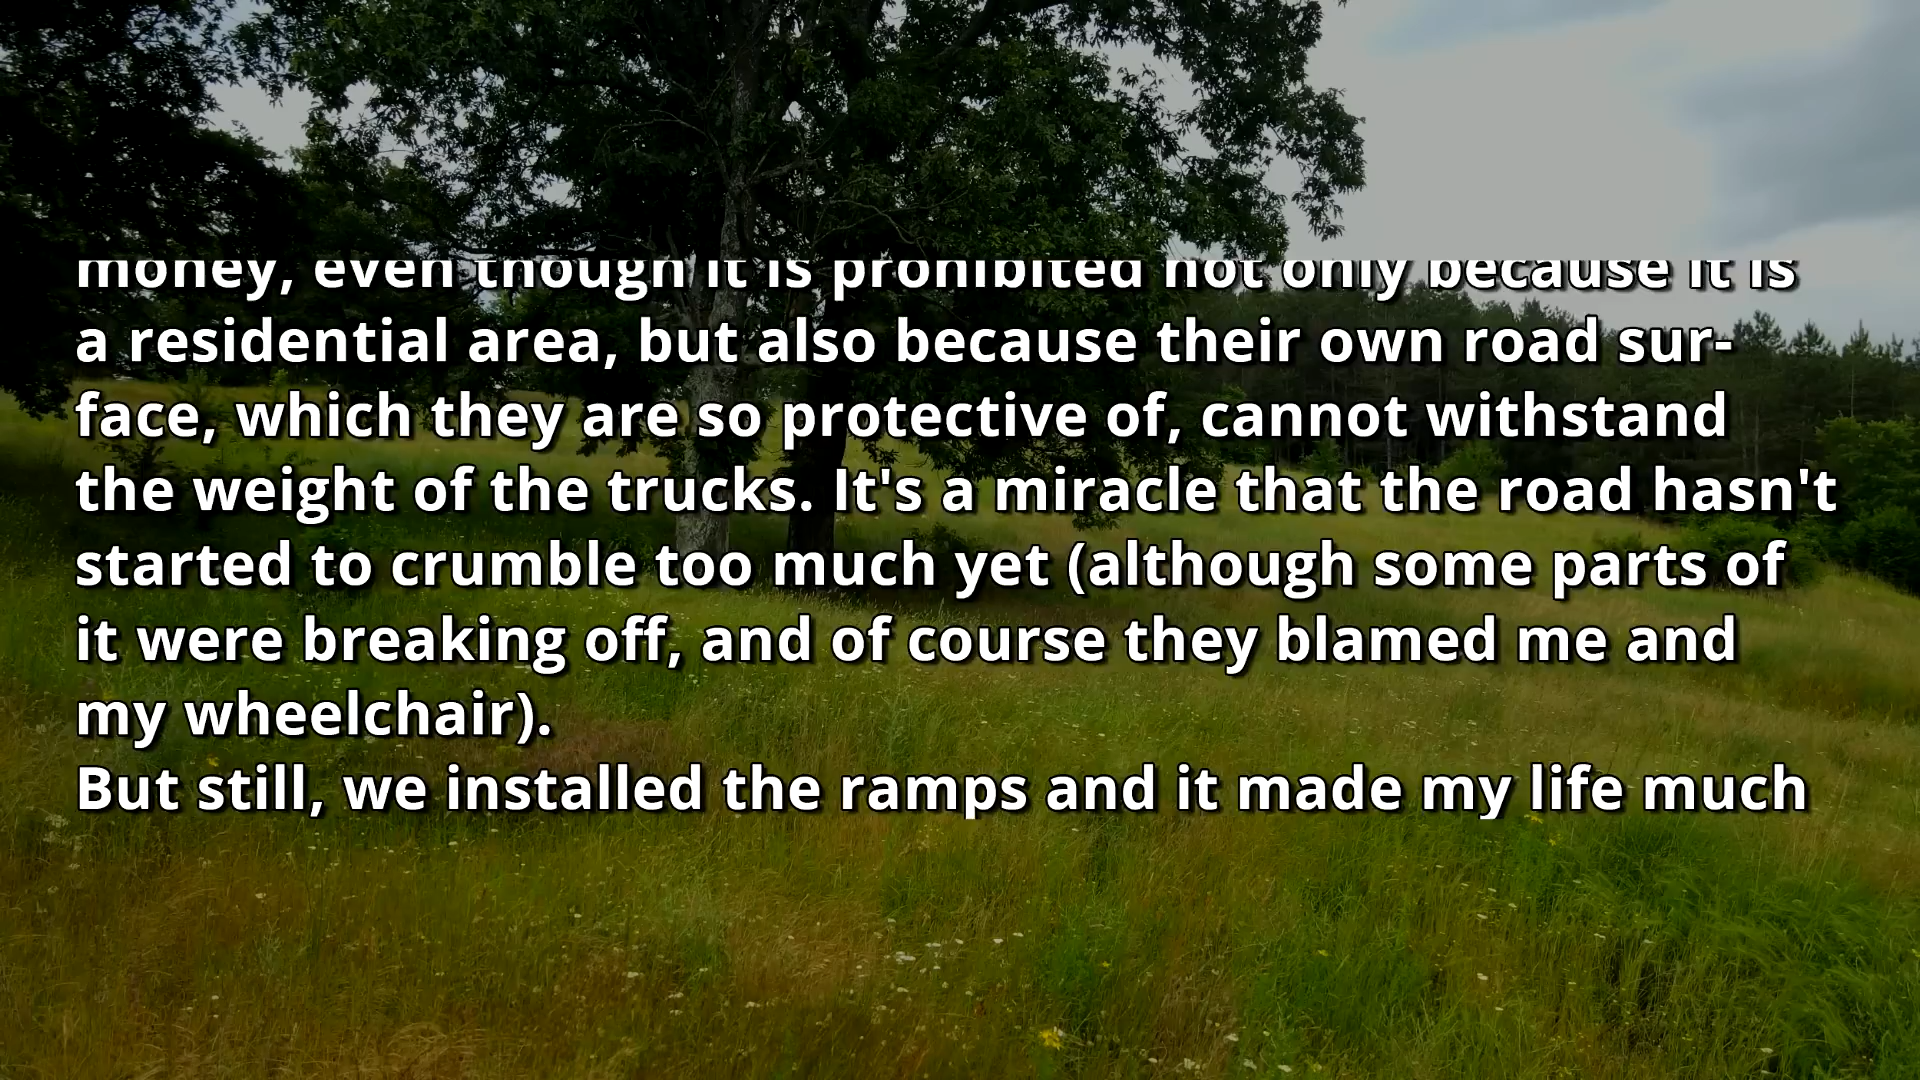 money, even though it is prohibited not only because it is
a residential area, but also because their own road sur-
face, which they are so protective of, cannot withstand
the weight of the trucks. It's a miracle that the road hasn't
started to crumble too much yet (although some parts of
it were breaking off, and of course they blamed me and
my wheelchair).
But still, we installed the ramps and it made my life much